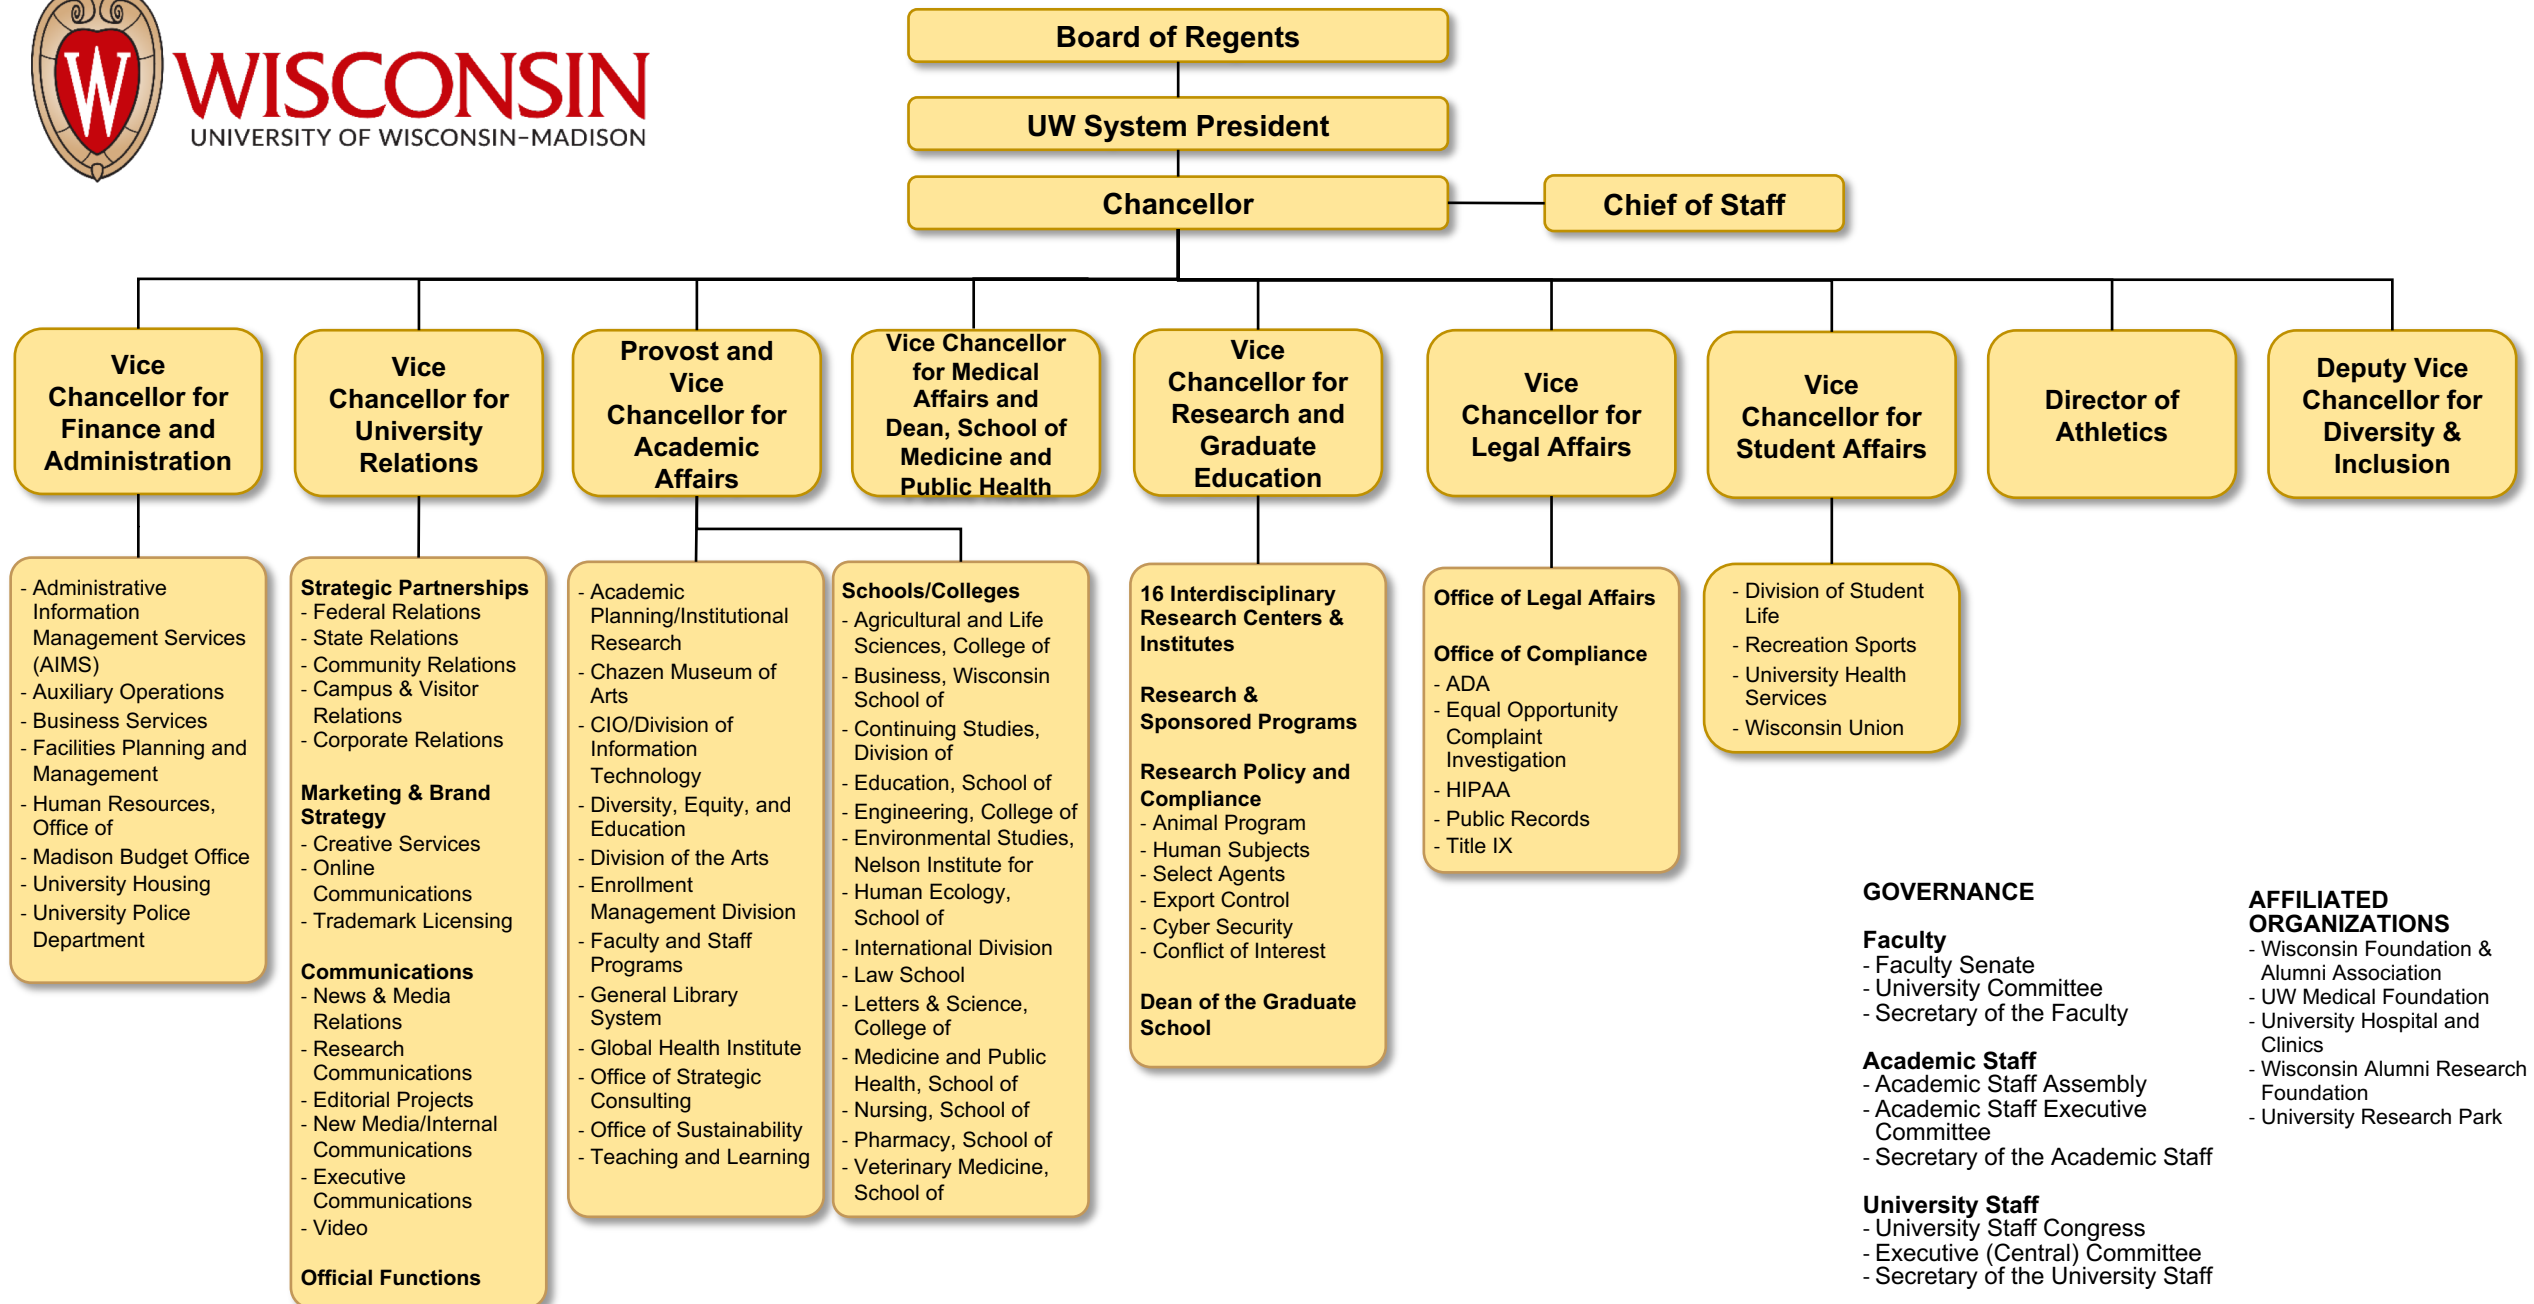 W
WISCONSIN
UNIVERSITY OF WISCONSIN–MADISON
Board of Regents
UW System President
Chancellor
Chief of Staff
Vice
Chancellor for
Finance and
Administration
Vice
Chancellor for
University
Relations
Provost and
Vice
Chancellor for
Academic
Affairs
Vice Chancellor
for Medical
Affairs and
Dean, School of
Medicine and
Public Health
Vice
Chancellor for
Research and
Graduate
Education
Vice
Chancellor for
Legal Affairs
Vice
Chancellor for
Student Affairs
Director of
Athletics
Deputy Vice
Chancellor for
Diversity &
Inclusion
- Administrative
Information
Management Services
(AIMS)
- Auxiliary Operations
- Business Services
- Facilities Planning and
Management
- Human Resources,
Office of
- Madison Budget Office
- University Housing
- University Police
Department
Strategic Partnerships
- Federal Relations
- State Relations
- Community Relations
- Campus & Visitor
Relations
- Corporate Relations
Marketing & Brand
Strategy
- Creative Services
- Online
Communications
- Trademark Licensing
Communications
- News & Media
Relations
- Research
Communications
- Editorial Projects
- New Media/Internal
Communications
- Executive
Communications
- Video
Official Functions
- Academic
Planning/Institutional
Research
- Chazen Museum of
Arts
- CIO/Division of
Information
Technology
- Diversity, Equity, and
Education
- Division of the Arts
- Enrollment
Management Division
- Faculty and Staff
Programs
- General Library
System
- Global Health Institute
- Office of Strategic
Consulting
- Office of Sustainability
- Teaching and Learning
Schools/Colleges
- Agricultural and Life
Sciences, College of
- Business, Wisconsin
School of
- Continuing Studies,
Division of
- Education, School of
- Engineering, College of
- Environmental Studies,
Nelson Institute for
- Human Ecology,
School of
- International Division
- Law School
- Letters & Science,
College of
- Medicine and Public
Health, School of
- Nursing, School of
- Pharmacy, School of
- Veterinary Medicine,
School of
16 Interdisciplinary
Research Centers &
Institutes
Research &
Sponsored Programs
Research Policy and
Compliance
- Animal Program
- Human Subjects
- Select Agents
- Export Control
- Cyber Security
- Conflict of Interest
Dean of the Graduate
School
Office of Legal Affairs
Office of Compliance
- ADA
- Equal Opportunity
Complaint
Investigation
- HIPAA
- Public Records
- Title IX
- Division of Student
Life
- Recreation Sports
- University Health
Services
- Wisconsin Union
GOVERNANCE
Faculty
- Faculty Senate
- University Committee
- Secretary of the Faculty
Academic Staff
- Academic Staff Assembly
- Academic Staff Executive
Committee
- Secretary of the Academic Staff
University Staff
- University Staff Congress
- Executive (Central) Committee
- Secretary of the University Staff
AFFILIATED
ORGANIZATIONS
- Wisconsin Foundation &
Alumni Association
- UW Medical Foundation
- University Hospital and
Clinics
- Wisconsin Alumni Research
Foundation
- University Research Park